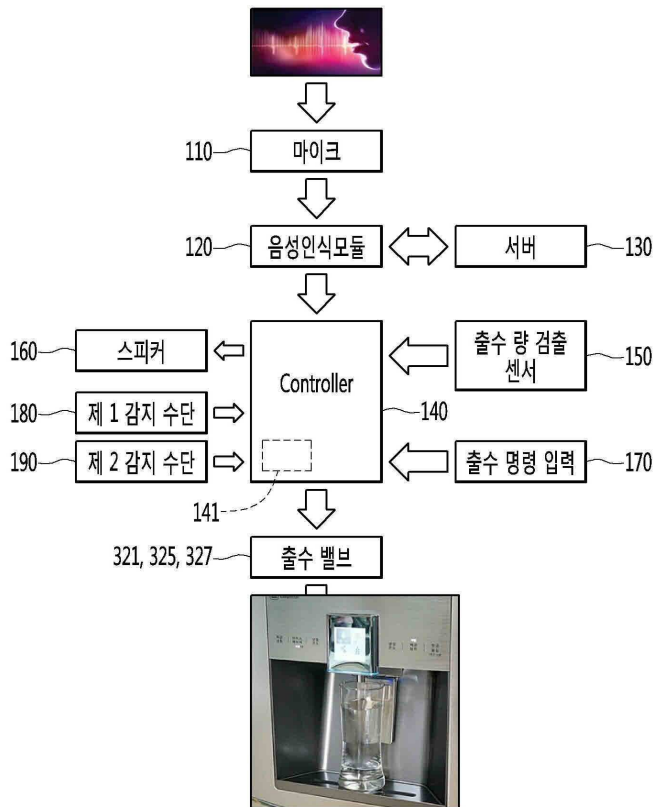 110
마이크
120
음성인식모듈
서버
130
160
스피커
Controller
출수 량 검출
센서
150
180
제 1 감지 수단
140
190
제 2 감지 수단
출수 명령 입력
170
141
321, 325, 327
출수 밸브